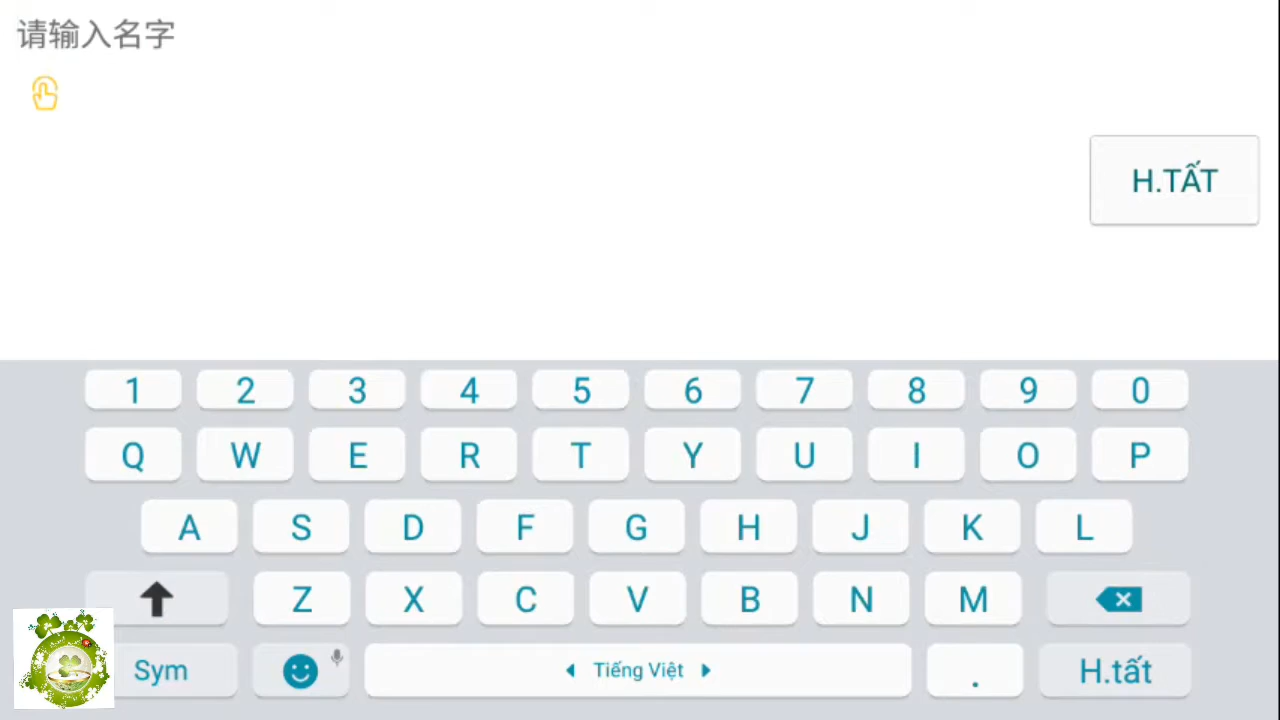 请输入名字
H.TẤT
1 2 3 4 5 6 7 8 9 0
Q W E R T Y U I O P
A S D F G H J K L
Z X C V B N M
Sym Tiếng Việt . H.tất